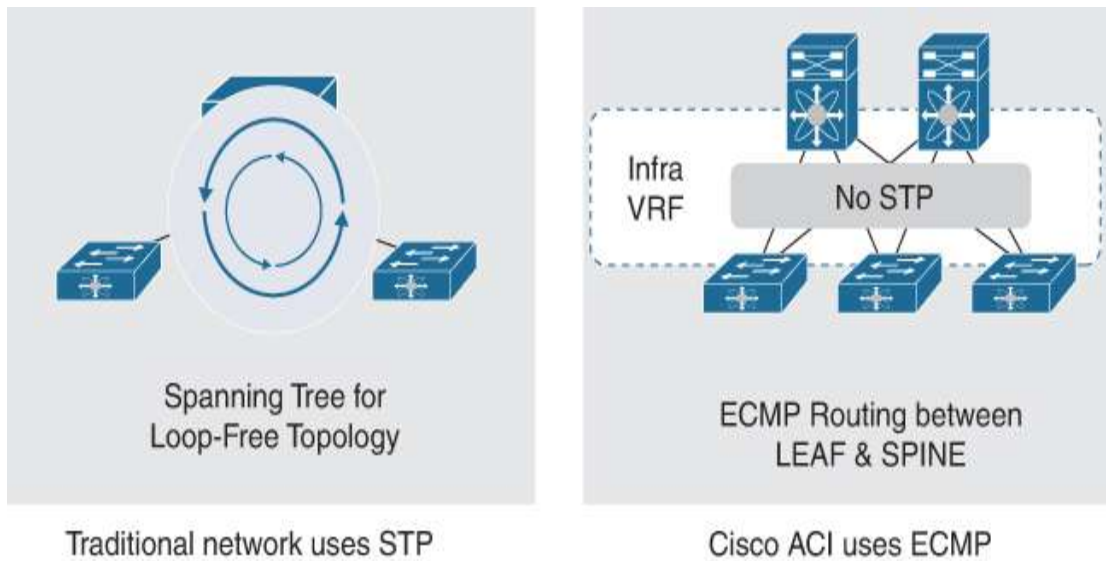 Spanning Tree for
Loop-Free Topology
Traditional network uses STP
Infra
VRF
No STP
ECMP Routing between
LEAF & SPINE
Cisco ACI uses ECMP